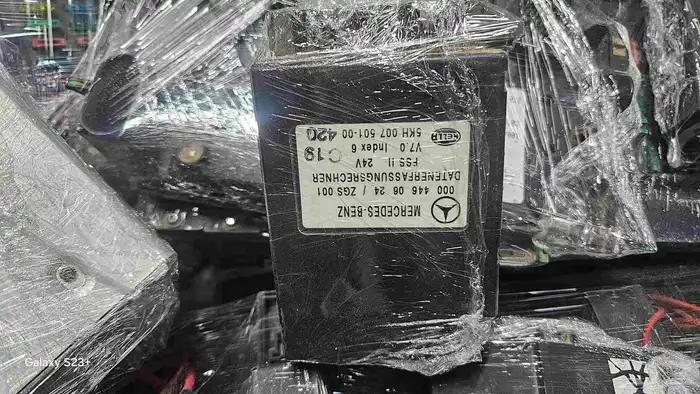 MERCEDES-BENZ
000 446 06 24 / ZGS 001
DATENERFASSUNGSRECHNER
FSS II 24V
V7.0 Index 6
C19
5KH 007 501-00
420
HELLA
Galaxy S23+